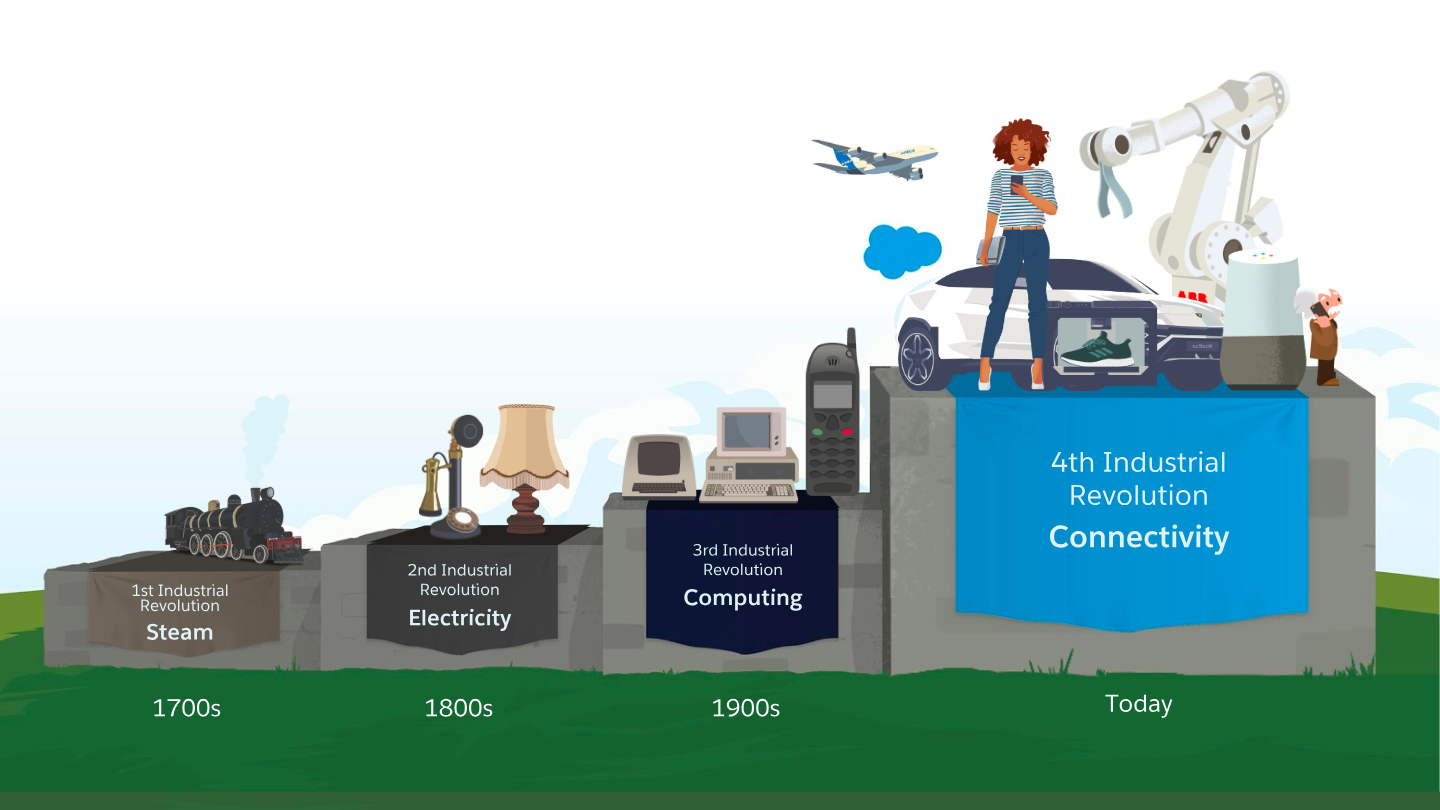 ABB
1st Industrial
Revolution
Steam
2nd Industrial
Revolution
Electricity
3rd Industrial
Revolution
Computing
4th Industrial
Revolution
Connectivity
1700s
1800s
1900s
Today